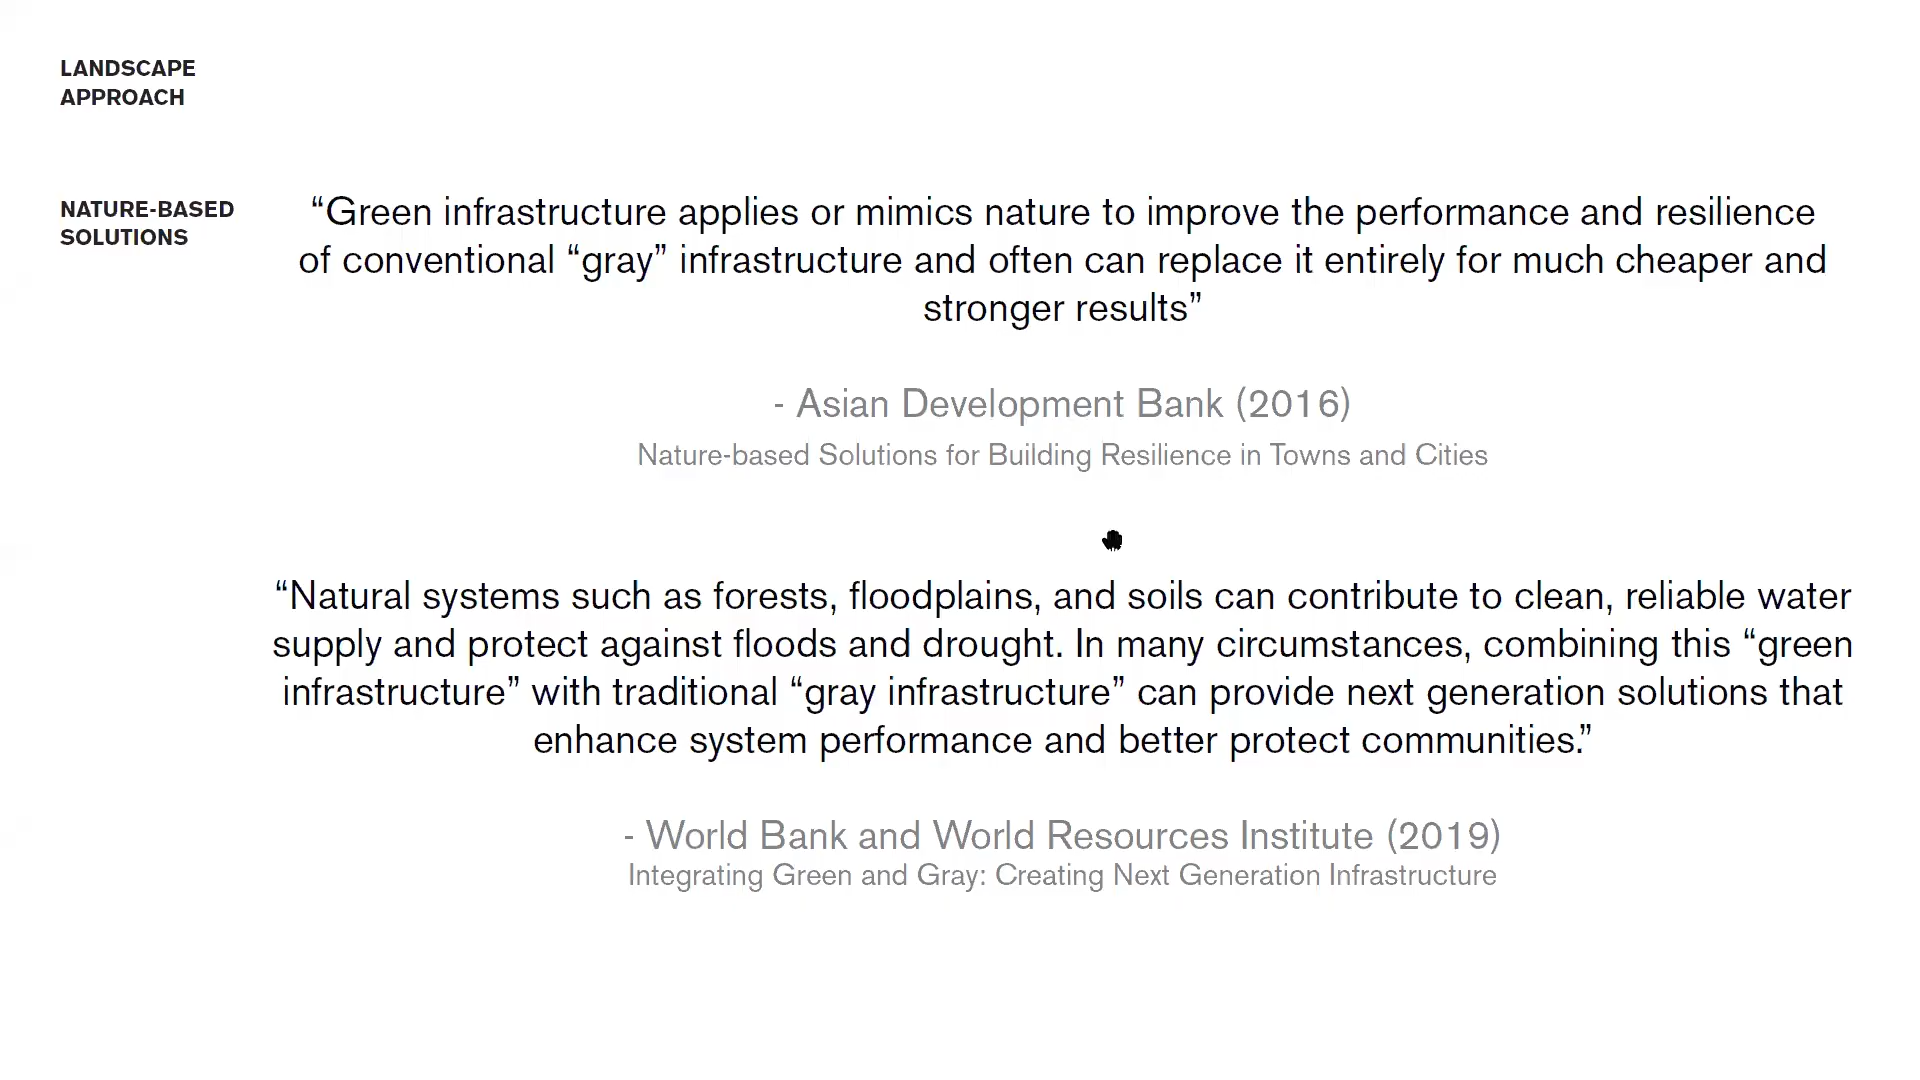 LANDSCAPE
APPROACH
NATURE-BASED
SOLUTIONS
“Green infrastructure applies or mimics nature to improve the performance and resilience
of conventional “gray” infrastructure and often can replace it entirely for much cheaper and
stronger results”
- Asian Development Bank (2016)
Nature-based Solutions for Building Resilience in Towns and Cities
“Natural systems such as forests, floodplains, and soils can contribute to clean, reliable water
supply and protect against floods and drought. In many circumstances, combining this “green
infrastructure” with traditional “gray infrastructure” can provide next generation solutions that
enhance system performance and better protect communities.”
- World Bank and World Resources Institute (2019)
Integrating Green and Gray: Creating Next Generation Infrastructure